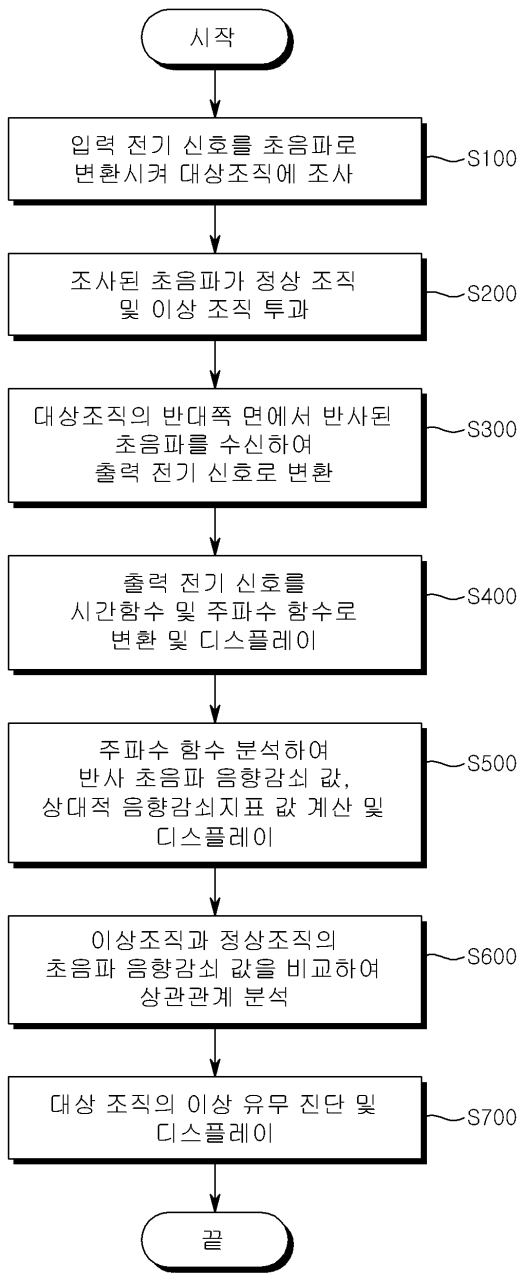 시작
입력 전기 신호를 초음파로
변환시켜 대상조직에 조사
S100
조사된 초음파가 정상 조직
및 이상 조직 투과
S200
대상조직의 반대쪽 면에서 반사된
초음파를 수신하여
출력 전기 신호로 변환
S300
출력 전기 신호를
시간함수 및 주파수 함수로
변환 및 디스플레이
S400
주파수 함수 분석하여
반사 초음파 음향감쇠 값,
상대적 음향감쇠지표 값 계산 및
디스플레이
S500
이상조직과 정상조직의
초음파 음향감쇠 값을 비교하여
상관관계 분석
S600
대상 조직의 이상 유무 진단 및
디스플레이
S700
끝